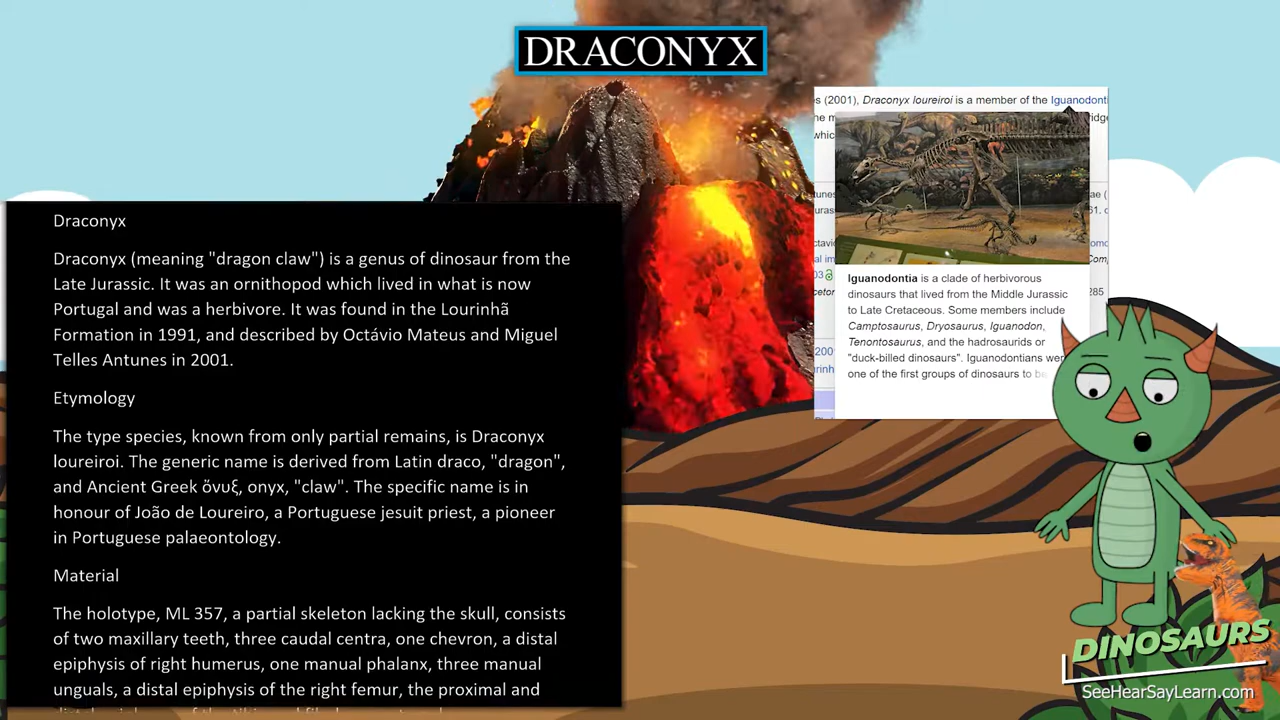 DRACONYX
Draconyx
Draconyx (meaning "dragon claw") is a genus of dinosaur from the
Late Jurassic. It was an ornithopod which lived in what is now
Portugal and was a herbivore. It was found in the Lourinhã
Formation in 1991, and described by Octávio Mateus and Miguel
Telles Antunes in 2001.
Etymology
The type species, known from only partial remains, is Draconyx
loureiroi. The generic name is derived from Latin draco, "dragon",
and Ancient Greek ὄνυξ, onyx, "claw". The specific name is in
honour of João de Loureiro, a Portuguese jesuit priest, a pioneer
in Portuguese palaeontology.
Material
The holotype, ML 357, a partial skeleton lacking the skull, consists
of two maxillary teeth, three caudal centra, one chevron, a distal
epiphysis of right humerus, one manual phalanx, three manual
unguals, a distal epiphysis of the right femur, the proximal and
(2001), Draconyx loureiroi is a member of the Iguanodonti
Iguanodontia is a clade of herbivorous
dinosaurs that lived from the Middle Jurassic
to Late Cretaceous. Some members include
Camptosaurus, Dryosaurus, Iguanodon,
Tenontosaurus, and the hadrosaurids or
"duck-billed dinosaurs". Iguanodontians were
one of the first groups of dinosaurs to be
DINOSAURS
SeeHearSayLearn.com